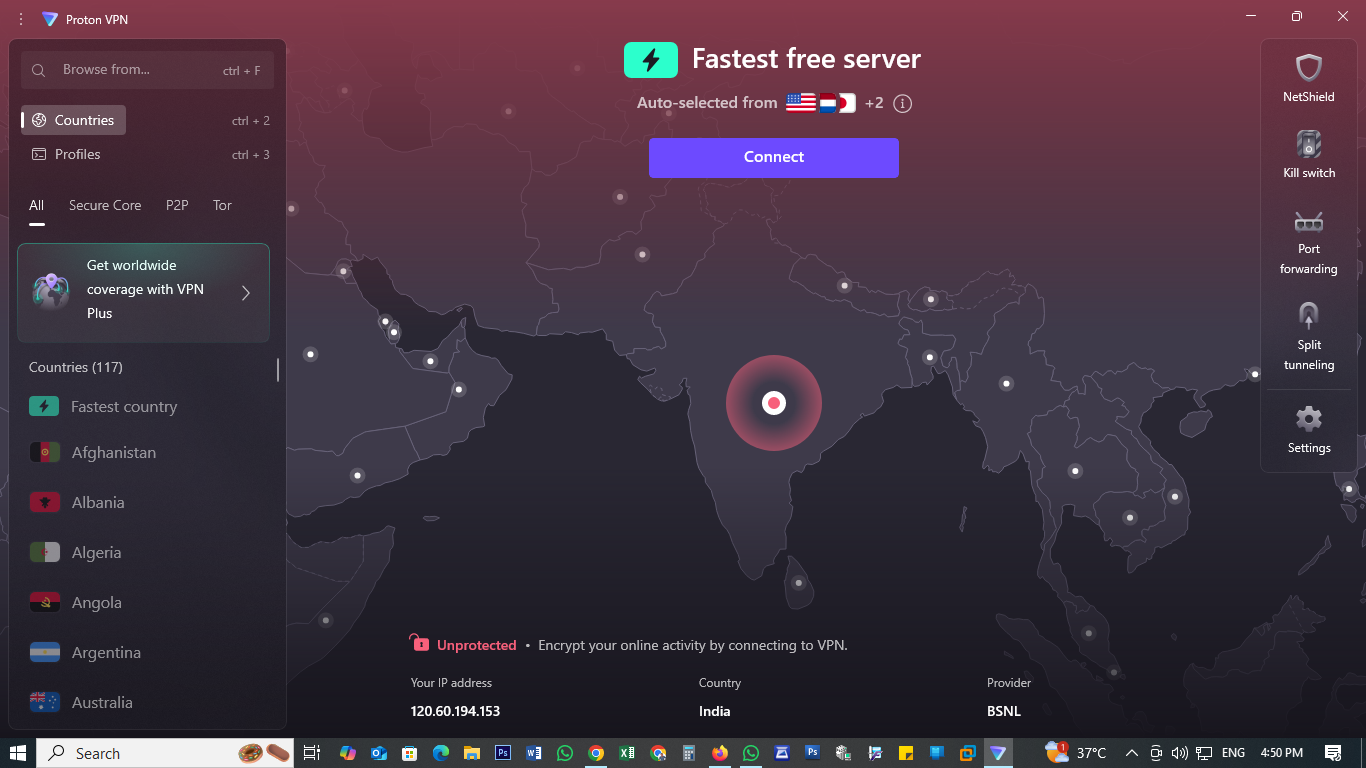 Proton VPN
Browse from...
ctrl + F
Countries
ctrl + 2
Profiles
ctrl + 3
All Secure Core P2P Tor
Get worldwide
coverage with VPN
Plus
Countries (117)
Fastest country
Afghanistan
Albania
Algeria
Angola
Argentina
Australia
Fastest free server
Auto-selected from +2
Connect
Unprotected • Encrypt your online activity by connecting to VPN.
Your IP address
120.60.194.153
Country
India
Provider
BSNL
NetShield
Kill switch
Port
forwarding
Split
tunneling
Settings
Search
Ps
1
37°C
ENG
4:50 PM